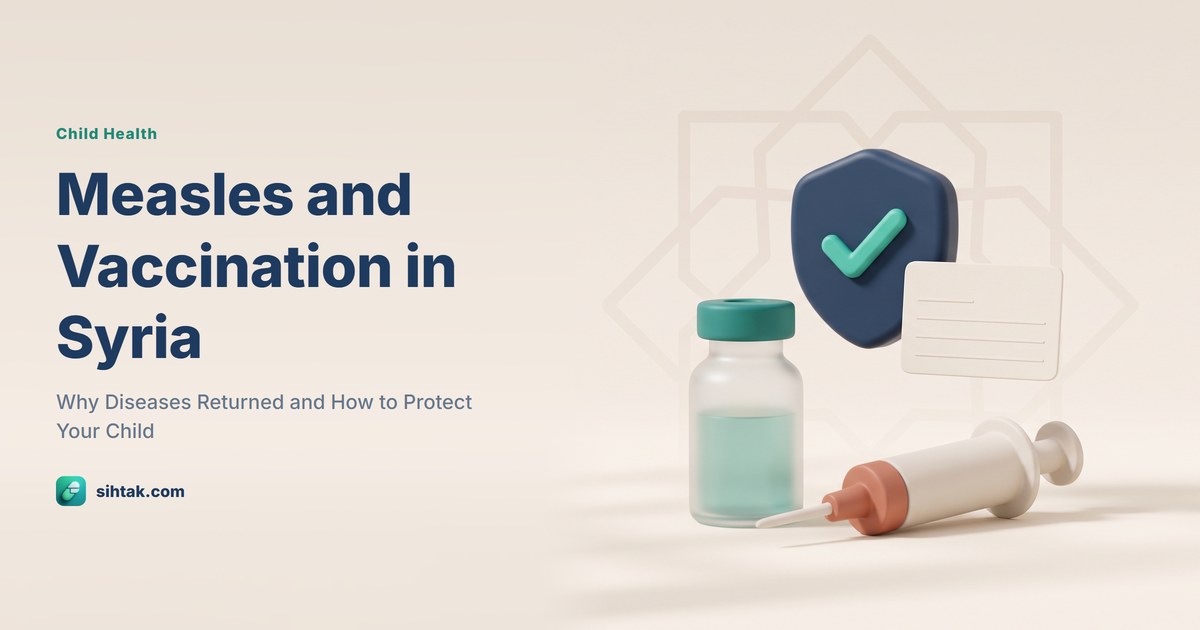 Child Health
Measles and
Vaccination in
Syria
Why Diseases Returned and How to Protect
Your Child
sihtak.com